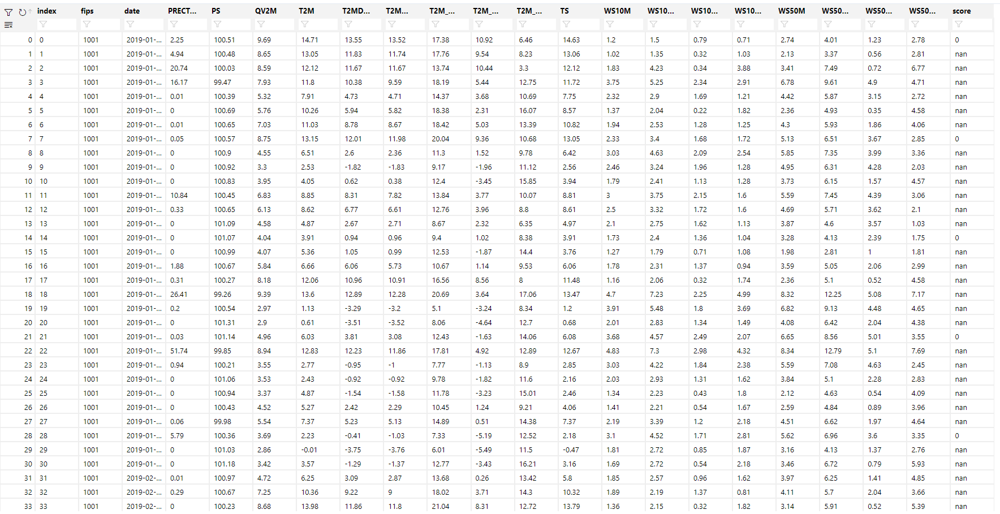 index fips date PRECT... PS QV2M T2M T2MD... T2M... T2M_... T2M_... T2M_... TS WS10M WS10... WS10... WS10... WS50M WS50... WS50... WS50... score
0 0 1001 2019-01-... 2.25 100.51 9.69 14.71 13.55 13.52 17.38 10.92 6.46 14.63 1.2 1.5 0.79 0.71 2.74 4.01 1.23 2.78 0
1 1 1001 2019-01-... 4.94 100.48 8.65 13.05 11.83 11.74 17.76 9.54 8.23 13.06 1.02 1.35 0.32 1.03 2.13 3.37 0.56 2.81 nan
2 2 1001 2019-01-... 20.74 100.03 8.59 12.12 11.67 11.67 13.74 10.44 3.3 12.12 1.83 4.23 0.34 3.88 3.41 7.49 0.72 6.77 nan
3 3 1001 2019-01-... 16.17 99.47 7.93 11.8 10.38 9.59 18.19 5.44 12.75 11.72 3.75 5.25 2.34 2.91 6.78 9.61 4.9 4.71 nan
4 4 1001 2019-01-... 0.01 100.39 5.32 7.91 4.73 4.71 14.37 3.68 10.69 7.75 2.32 2.9 1.69 1.21 4.42 5.87 3.15 2.72 nan
5 5 1001 2019-01-... 0 100.69 5.76 10.26 5.94 5.82 18.38 2.31 16.07 8.57 1.37 2.04 0.22 1.82 2.36 4.93 0.35 4.58 nan
6 6 1001 2019-01-... 0.01 100.65 7.03 11.03 8.78 8.67 18.42 5.03 13.39 10.82 1.94 2.53 1.28 1.25 4.3 5.93 1.86 4.06 nan
7 7 1001 2019-01-... 0.05 100.57 8.75 13.15 12.01 11.98 20.04 9.36 10.68 13.05 2.33 3.4 1.68 1.72 5.13 6.51 3.67 2.85 0
8 8 1001 2019-01-... 0 100.9 4.55 6.51 2.6 2.36 11.3 1.52 9.78 6.42 3.03 4.63 2.09 2.54 5.85 7.35 3.99 3.36 nan
9 9 1001 2019-01-... 0 100.92 3.3 2.53 -1.82 -1.83 9.17 -1.96 11.12 2.56 2.46 3.24 1.96 1.28 4.95 6.31 4.28 2.03 nan
10 10 1001 2019-01-... 0 100.83 3.95 4.05 0.62 0.38 12.4 -3.45 15.85 3.94 1.79 2.41 1.13 1.28 3.73 6.15 1.57 4.57 nan
11 11 1001 2019-01-... 10.84 100.45 6.83 8.85 8.31 7.82 13.84 3.77 10.07 8.81 3 3.75 2.15 1.6 5.59 7.45 4.39 3.06 nan
12 12 1001 2019-01-... 0.33 100.65 6.13 8.62 6.77 6.61 12.76 3.96 8.8 8.61 2.5 3.32 1.72 1.6 4.69 5.71 3.62 2.1 nan
13 13 1001 2019-01-... 0 101.09 4.58 4.87 2.67 2.71 8.67 2.32 6.35 4.97 2.1 2.75 1.62 1.13 3.87 4.6 3.57 1.03 nan
14 14 1001 2019-01-... 0 101.07 4.04 3.91 0.94 0.96 9.4 1.02 8.38 3.91 1.73 2.4 1.36 1.04 3.28 4.13 2.39 1.75 0
15 15 1001 2019-01-... 0 100.99 4.07 5.36 1.05 0.99 12.53 -1.87 14.4 3.76 1.27 1.79 0.71 1.08 1.98 2.81 1 1.81 nan
16 16 1001 2019-01-... 1.88 100.67 5.84 6.66 6.06 5.73 10.67 1.14 9.53 6.06 1.78 2.31 1.37 0.94 3.59 5.05 2.06 2.99 nan
17 17 1001 2019-01-... 0.31 100.27 8.18 12.06 10.96 10.91 16.56 8.56 8 11.48 1.16 2.06 0.32 1.74 2.36 5.1 0.52 4.58 nan
18 18 1001 2019-01-... 26.41 99.26 9.39 13.6 12.89 12.28 20.69 3.64 17.06 13.47 4.7 7.23 2.25 4.99 8.32 12.25 5.08 7.17 nan
19 19 1001 2019-01-... 0.2 100.54 2.97 1.13 -3.29 -3.2 5.1 -3.24 8.34 1.2 3.91 5.48 1.8 3.69 6.82 9.13 4.48 4.65 nan
20 20 1001 2019-01-... 0 101.31 2.9 0.61 -3.51 -3.52 8.06 -4.64 12.7 0.68 2.01 2.83 1.34 1.49 4.08 6.42 2.04 4.38 nan
21 21 1001 2019-01-... 0.03 101.14 4.96 6.03 3.81 3.08 12.43 -1.63 14.06 6.08 3.68 4.57 2.49 2.07 6.65 8.56 5.01 3.55 0
22 22 1001 2019-01-... 51.74 99.85 8.94 12.83 12.23 11.86 17.81 4.92 12.89 12.67 4.83 7.3 2.98 4.32 8.34 12.79 5.1 7.69 nan
23 23 1001 2019-01-... 0.94 100.21 3.55 2.77 -0.95 -1 7.77 -1.13 8.9 2.85 3.03 4.22 1.84 2.38 5.59 7.08 4.63 2.45 nan
24 24 1001 2019-01-... 0 101.06 3.53 2.43 -0.92 -0.92 9.78 -1.82 11.6 2.16 2.03 2.93 1.31 1.62 3.84 5.1 2.28 2.83 nan
25 25 1001 2019-01-... 0 100.94 3.37 4.87 -1.54 -1.58 11.78 -3.23 15.01 2.46 1.34 2.23 0.43 1.8 2.12 4.63 0.54 4.09 nan
26 26 1001 2019-01-... 0 100.43 4.52 5.27 2.42 2.29 10.45 1.24 9.21 4.06 1.41 2.21 0.54 1.67 2.59 4.84 0.89 3.96 nan
27 27 1001 2019-01-... 0.06 99.98 5.54 7.37 5.23 5.13 14.89 0.51 14.38 7.37 2.19 3.39 1.2 2.18 4.51 6.62 1.97 4.64 nan
28 28 1001 2019-01-... 5.79 100.36 3.69 2.23 -0.41 -1.03 7.33 -5.19 12.52 2.18 3.1 4.52 1.71 2.81 5.62 6.96 3.6 3.35 0
29 29 1001 2019-01-... 0 101.03 2.86 -0.01 -3.75 -3.76 6.01 -5.49 11.5 -0.47 1.81 2.72 0.85 1.87 3.16 4.13 1.37 2.76 nan
30 30 1001 2019-01-... 0 101.18 3.42 3.57 -1.29 -1.37 12.77 -3.43 16.21 3.16 1.69 2.72 0.54 2.18 3.46 6.72 0.79 5.93 nan
31 31 1001 2019-02-... 0.01 100.97 4.72 6.25 3.09 2.87 13.68 0.26 13.42 5.8 1.85 2.57 0.96 1.62 3.97 6.25 1.41 4.85 nan
32 32 1001 2019-02-... 0.29 100.67 7.25 10.36 9.22 9 18.02 3.71 14.3 10.32 1.89 2.19 1.37 0.81 4.11 5.7 2.04 3.66 nan
33 33 1001 2019-02-... 0 100.23 8.68 13.98 11.86 11.8 21.04 8.31 12.72 13.79 1.36 2.15 0.32 1.82 3.14 5.91 0.52 5.39 nan